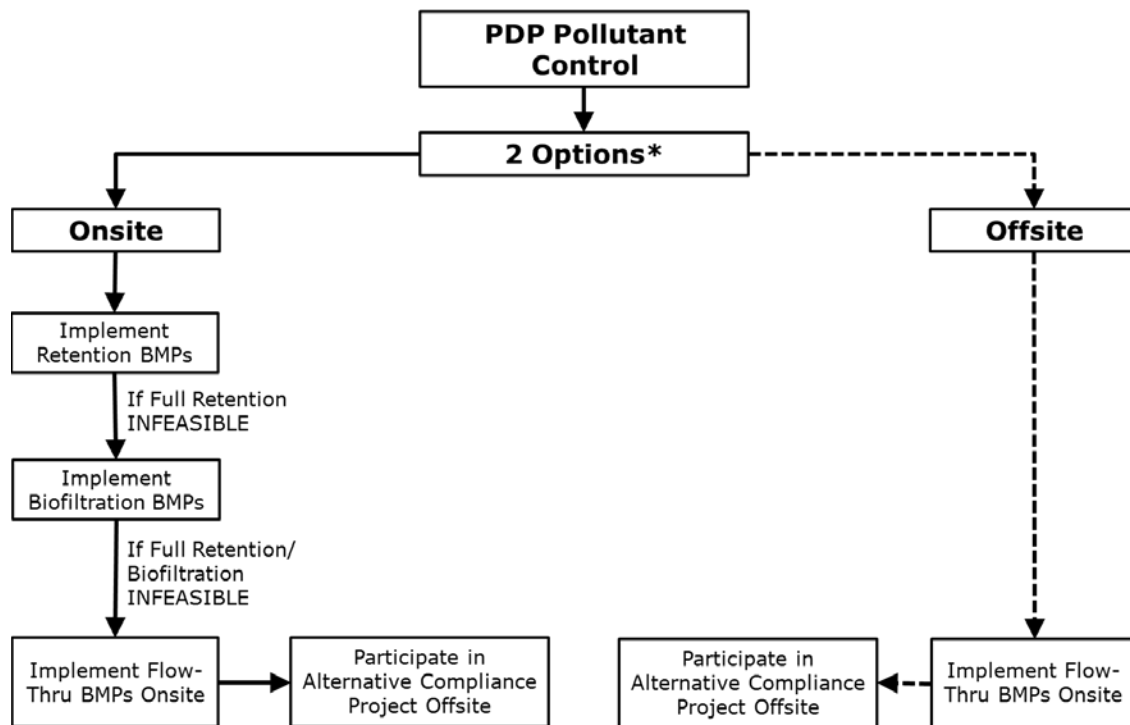 PDP Pollutant
Control
2 Options*
Onsite
Offsite
Implement
Retention BMPs
If Full Retention
INFEASIBLE
Implement
Biofiltration BMPs
If Full Retention/
Biofiltration
INFEASIBLE
Implement Flow-
Thru BMPs Onsite
Participate in
Alternative Compliance
Project Offsite
Participate in
Alternative Compliance
Project Offsite
Implement Flow-
Thru BMPs Onsite